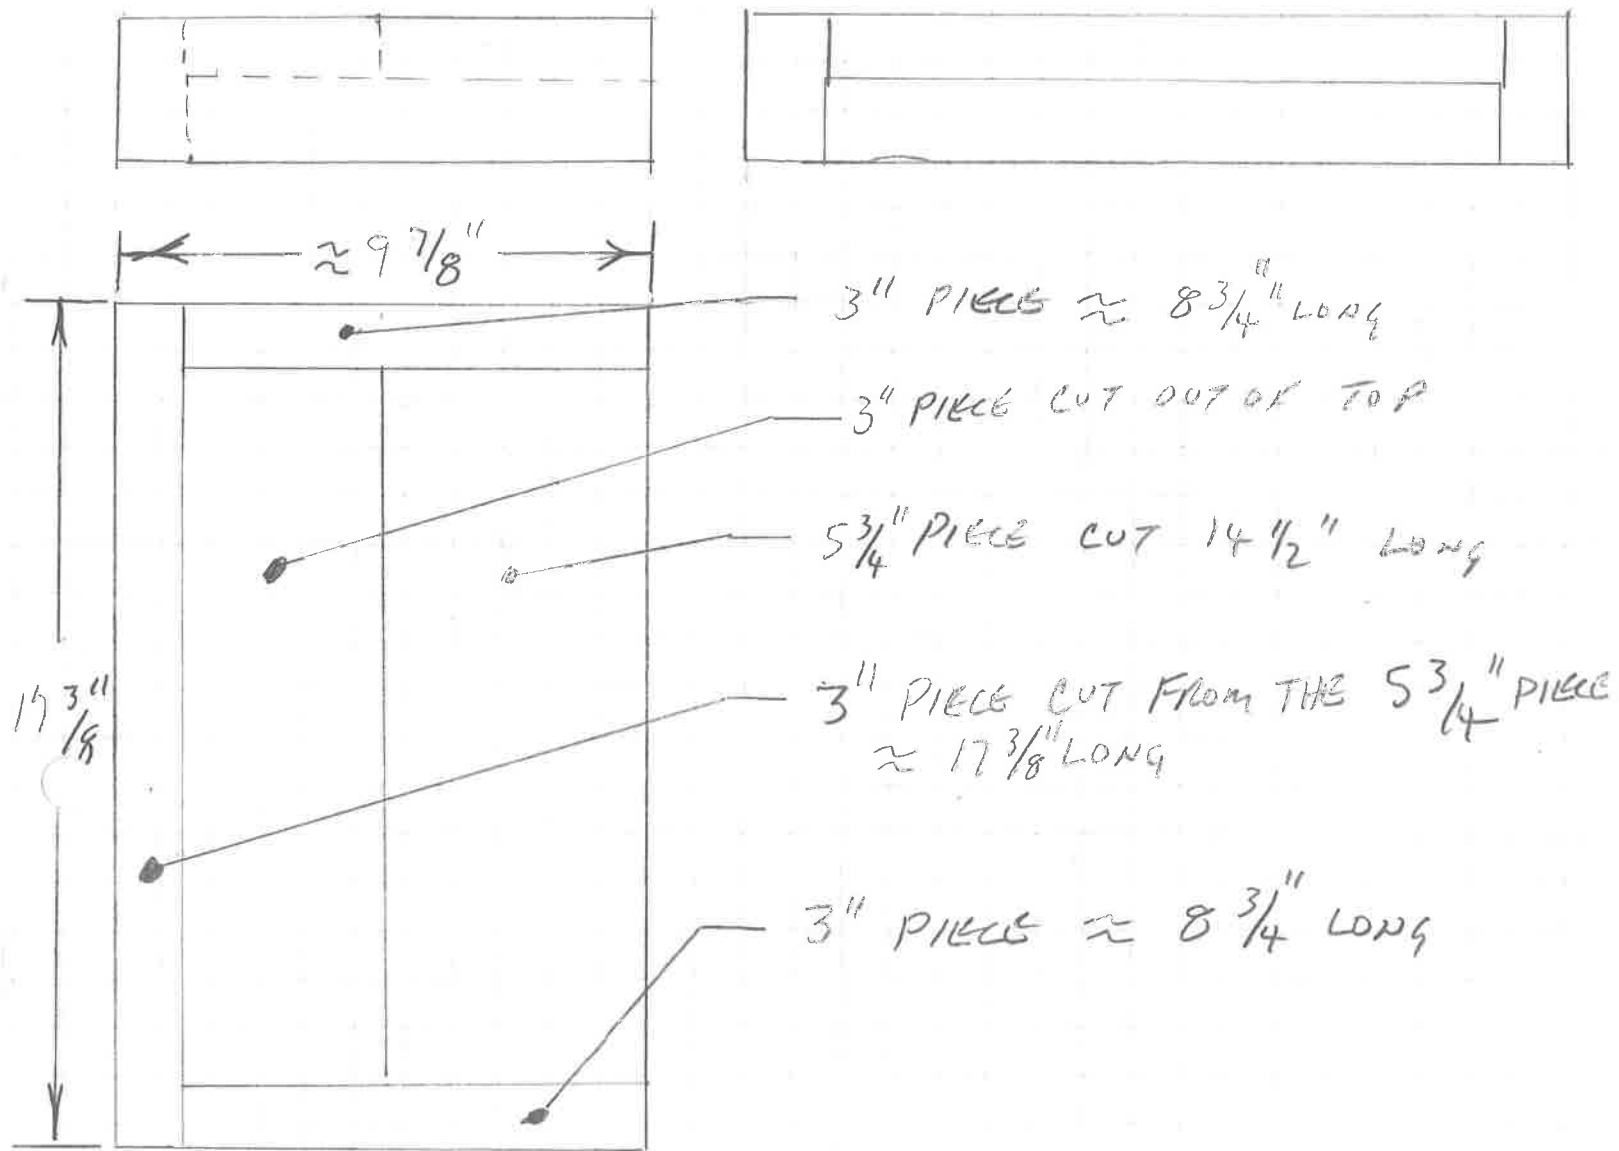 ≈ 9 7/8"
3" PIECE ≈ 8 3/4" LONG
3" PIECE CUT OUT OF TOP
5 3/4" PIECE CUT 14 1/2" LONG
17 3/8"
3" PIECE CUT FROM THE 5 3/4" PIECE
≈ 17 3/8" LONG
3" PIECE ≈ 8 3/4" LONG